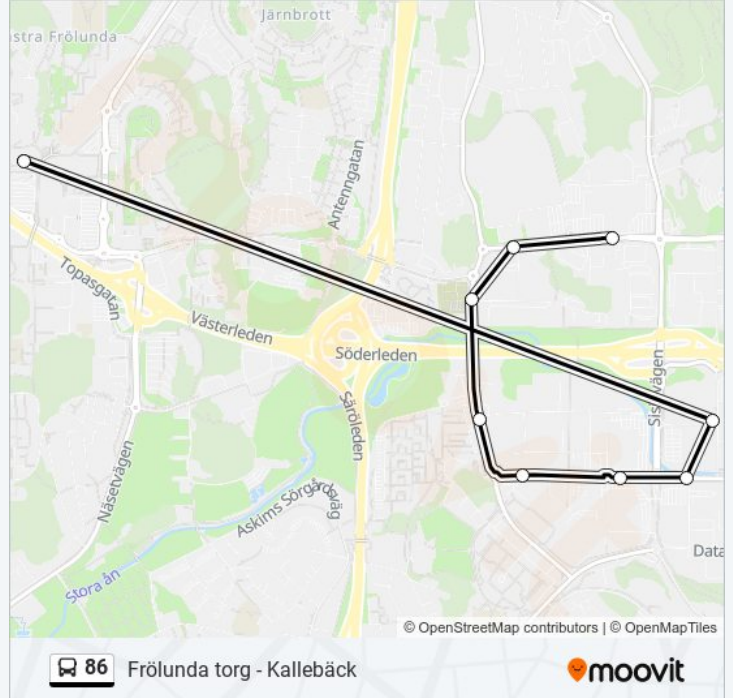 Järnbrott
stra Frölunda
Antenngatan
Topasgatan
Västerleden
Söderleden
Säröleden
Näsetvägen
Askims Sörgårdsväg
Stora ån
Data
© OpenStreetMap contributors | © OpenMapTiles
86 Frölunda torg - Kallebäck
moovit